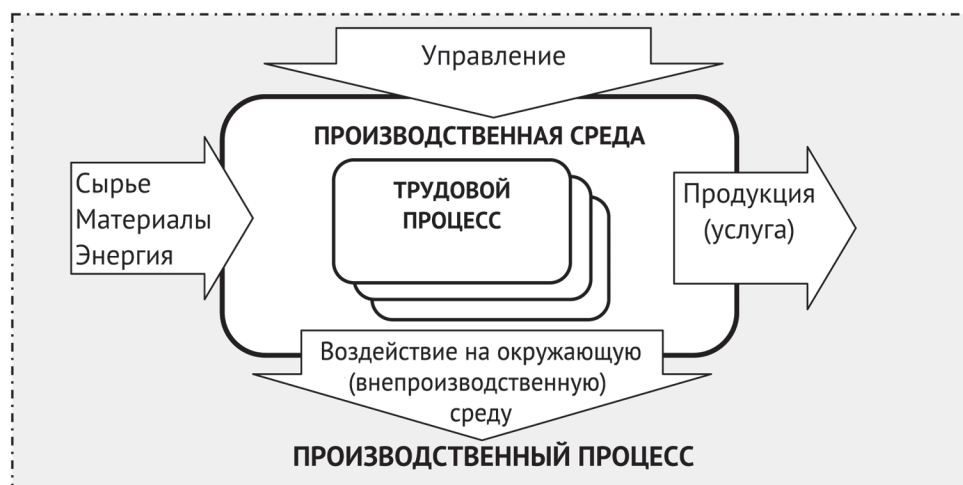 Управление
ПРОИЗВОДСТВЕННАЯ СРЕДА
ТРУДОВОЙ
ПРОЦЕСС
Сырье
Материалы
Энергия
Продукция
(услуга)
Воздействие на окружающую
(внепроизводственную)
среду
ПРОИЗВОДСТВЕННЫЙ ПРОЦЕСС